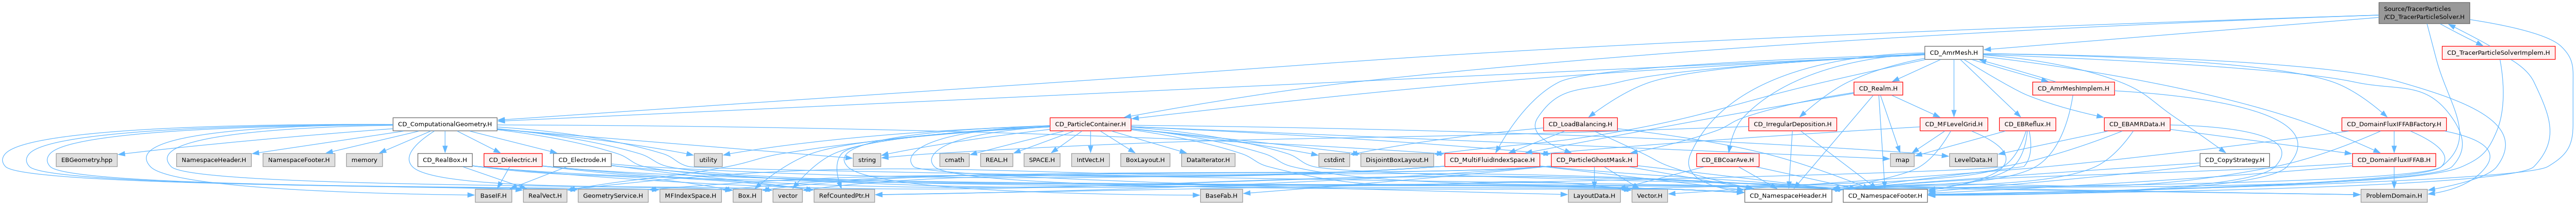 Source/TracerParticles
/CD_TracerParticleSolver.H
CD_AmrMesh.H
CD_TracerParticleSolverImplem.H
CD_Realm.H
CD_AmrMeshImplem.H
CD_ComputationalGeometry.H
CD_ParticleContainer.H
CD_LoadBalancing.H
CD_IrregularDeposition.H
CD_MFLevelGrid.H
CD_EBReflux.H
CD_EBAMRData.H
CD_DomainFluxIFFABFactory.H
EBGeometry.hpp
NamespaceHeader.H
NamespaceFooter.H
memory
CD_RealBox.H
CD_Dielectric.H
CD_Electrode.H
utility
string
cmath
REAL.H
SPACE.H
IntVect.H
BoxLayout.H
DataIterator.H
cstdint
DisjointBoxLayout.H
CD_MultiFluidIndexSpace.H
CD_ParticleGhostMask.H
CD_EBCoarAve.H
map
LevelData.H
CD_CopyStrategy.H
CD_DomainFluxIFFAB.H
BaseIF.H
RealVect.H
GeometryService.H
MFIndexSpace.H
Box.H
vector
RefCountedPtr.H
BaseFab.H
LayoutData.H
Vector.H
CD_NamespaceHeader.H
CD_NamespaceFooter.H
ProblemDomain.H